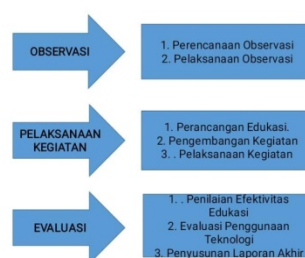 OBSERVASI
1. Perencanaan Observasi
2. Pelaksanaan Observasi
PELAKSANAAN
KEGIATAN
1. Perancangan Edukasi.
2. Pengembangan Kegiatan
3. . Pelaksanaan Kegiatan
EVALUASI
1. . Penilaian Efektivitas
Edukasi
2. Evaluasi Penggunaan
Teknologi
3. Penyusunan Laporan Akhir